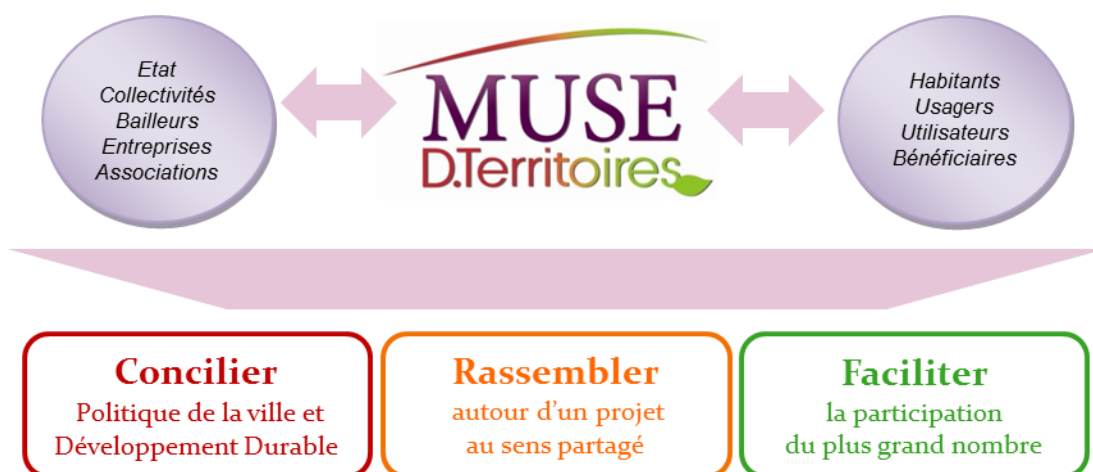 Etat
Collectivités
Bailleurs
Entreprises
Associations
MUSE
D.Territoires
Habitants
Usagers
Utilisateurs
Bénéficiaires
Concilier
Politique de la ville et
Développement Durable
Rassembler
autour d’un projet
au sens partagé
Faciliter
la participation
du plus grand nombre